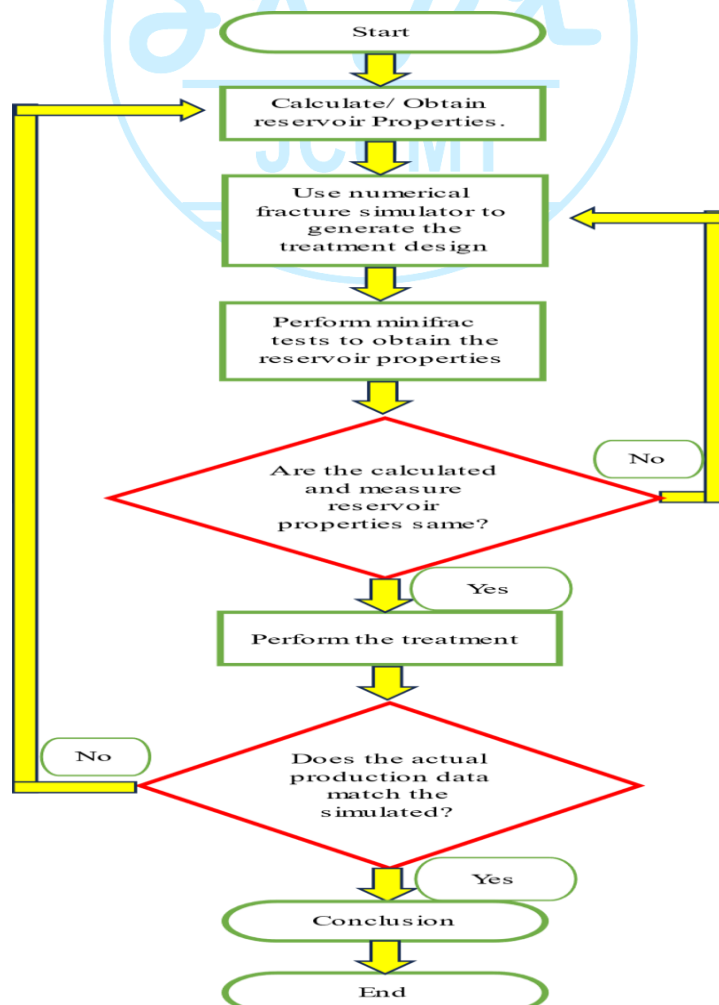 Start
Calculate/ Obtain
reservoir Properties.
Use numerical
fracture simulator to
generate the
treatment design
Perform minifrac
tests to obtain the
reservoir properties
Are the calculated
and measure
reservoir
properties same?
No
Yes
Perform the treatment
Does the actual
production data
match the
simulated?
No
Yes
Conclusion
End